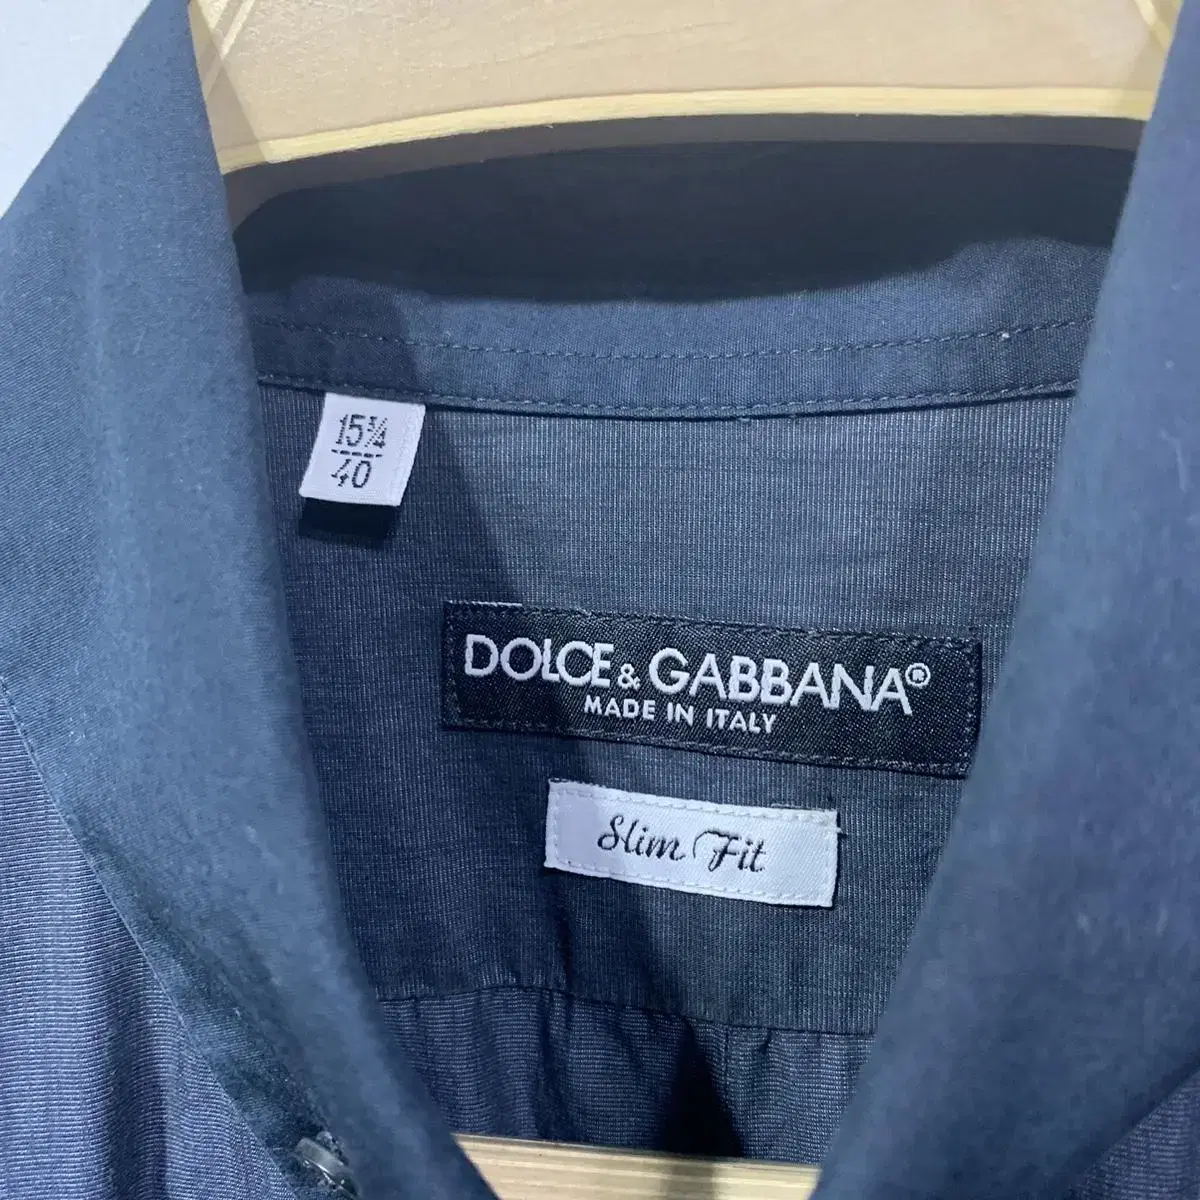 15¾
40
DOLCE & GABBANA®
MADE IN ITALY
Slim Fit